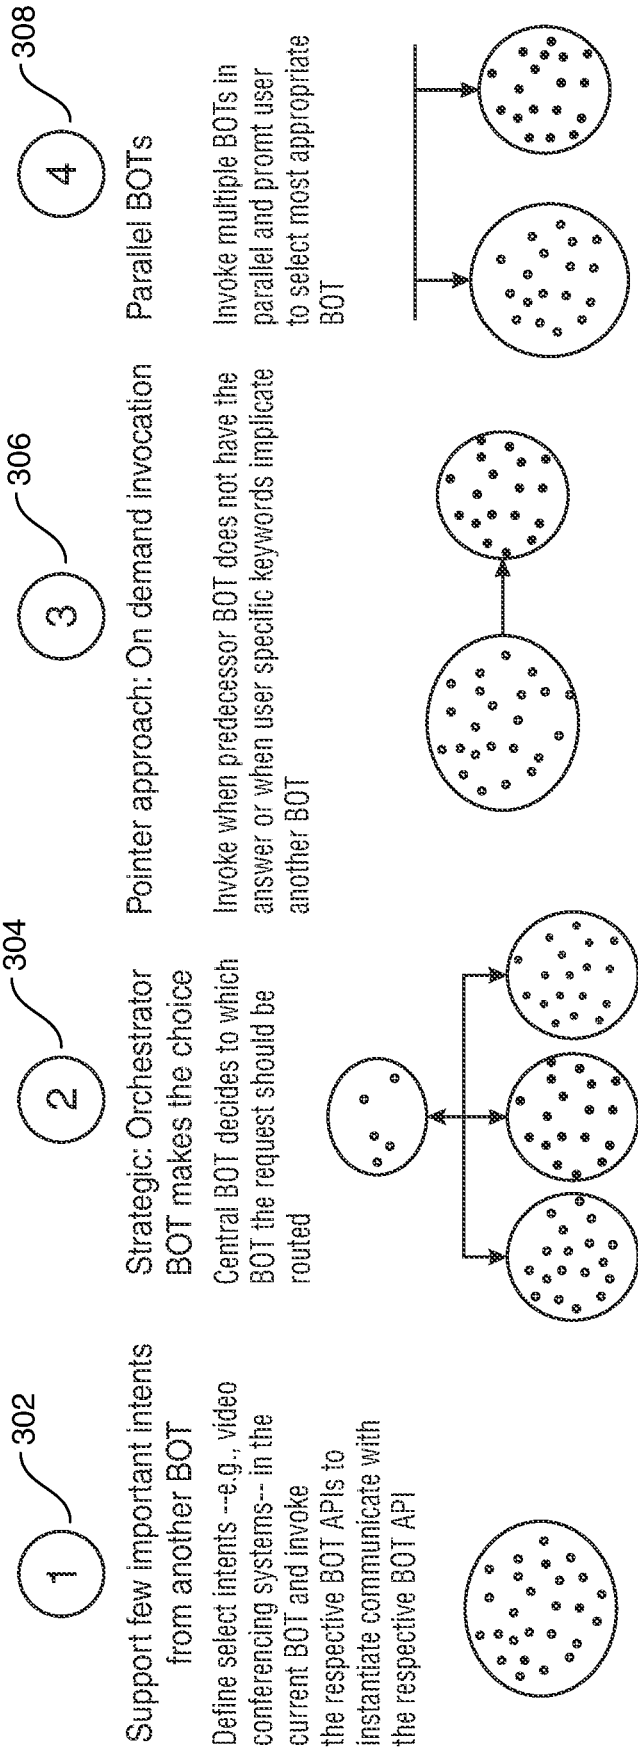 1
302
Support few important intents
from another BOT
Define select intents --e.g., video
conferencing systems-- in the
current BOT and invoke
the respective BOT APIs to
instantiate communicate with
the respective BOT API
2
304
Strategic: Orchestrator
BOT makes the choice
Central BOT decides to which
BOT the request should be
routed
3
306
Pointer approach: On demand invocation
Invoke when predecessor BOT does not have the
answer or when user specific keywords implicate
another BOT
4
308
Parallel BOTs
Invoke multiple BOTs in
parallel and promt user
to select most appropriate
BOT